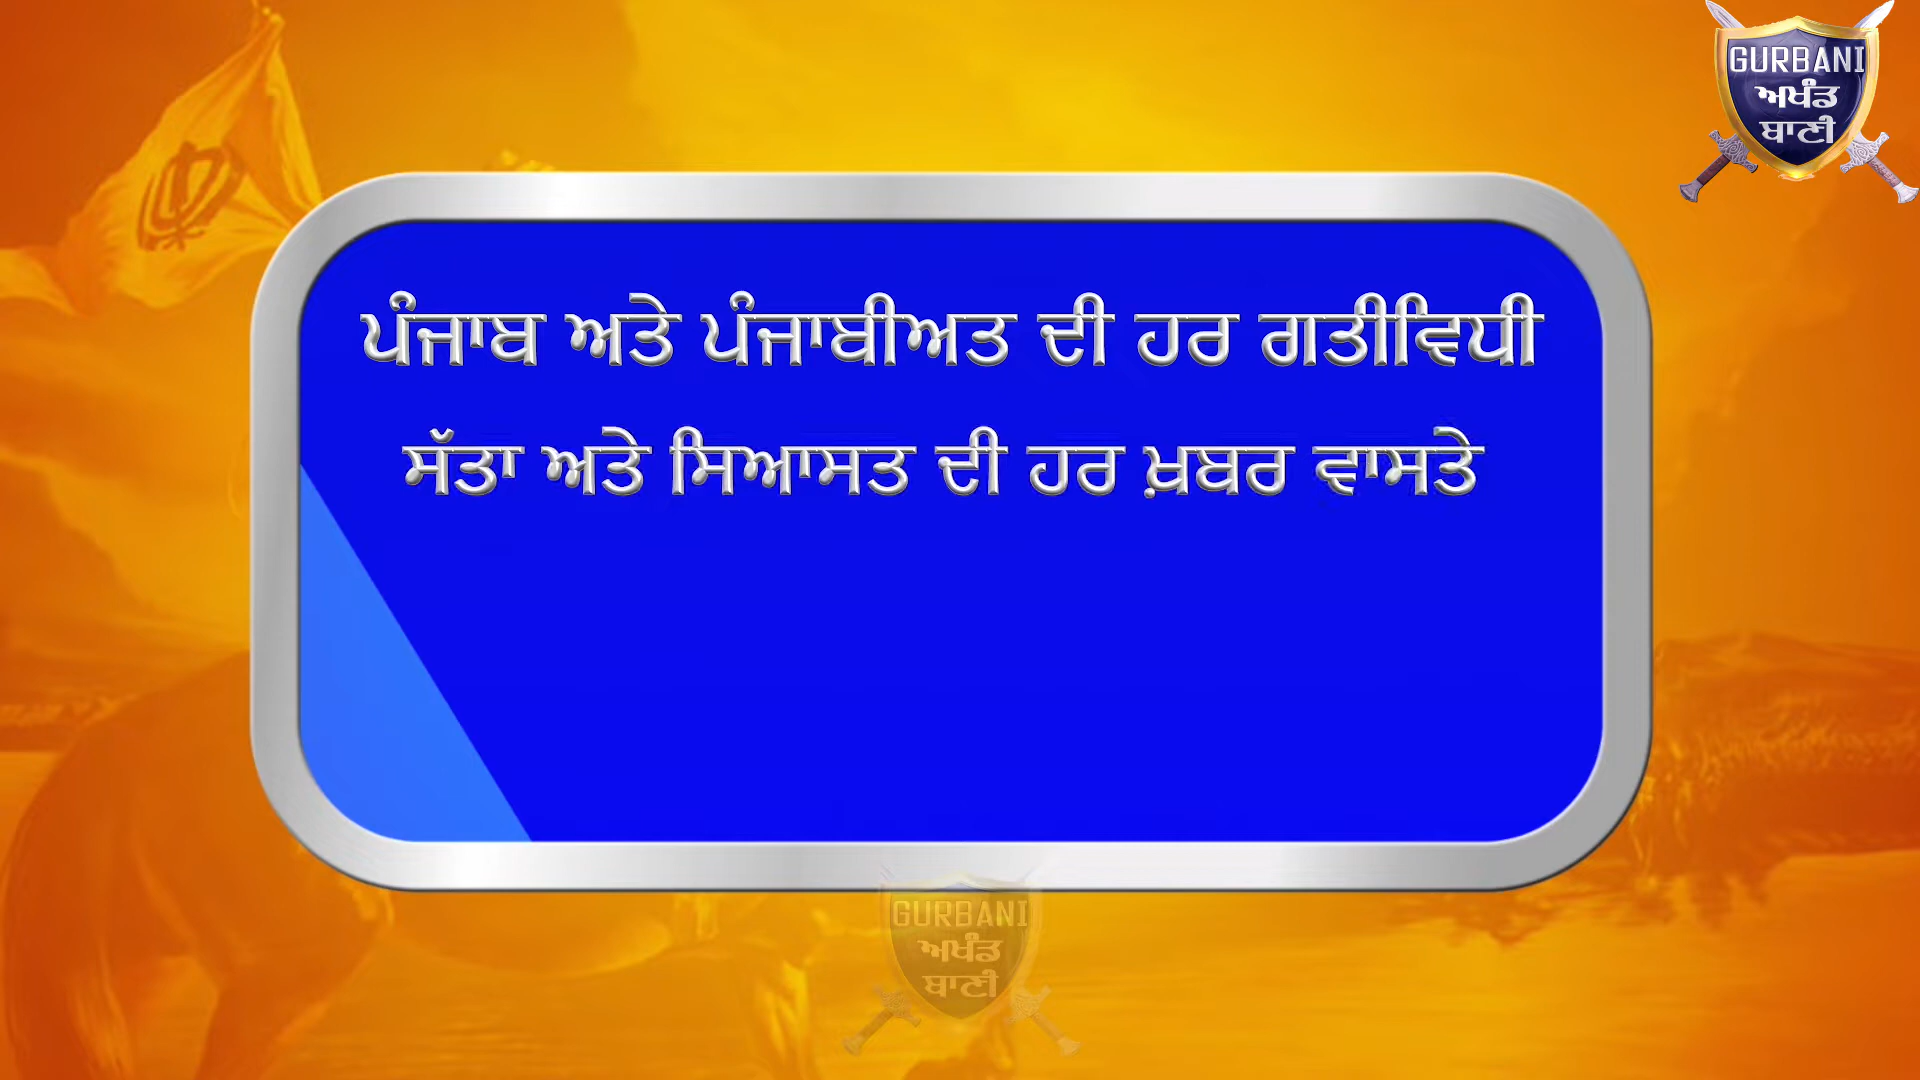 GURBANI
ਅਖੰਡ
ਬਾਣੀ
ਪੰਜਾਬ ਅਤੇ ਪੰਜਾਬੀਅਤ ਦੀ ਹਰ ਗਤੀਵਿਧੀ
ਸੱਤਾ ਅਤੇ ਸਿਆਸਤ ਦੀ ਹਰ ਖ਼ਬਰ ਵਾਸਤੇ
GURBANI
ਅਖੰਡ
ਬਾਣੀ